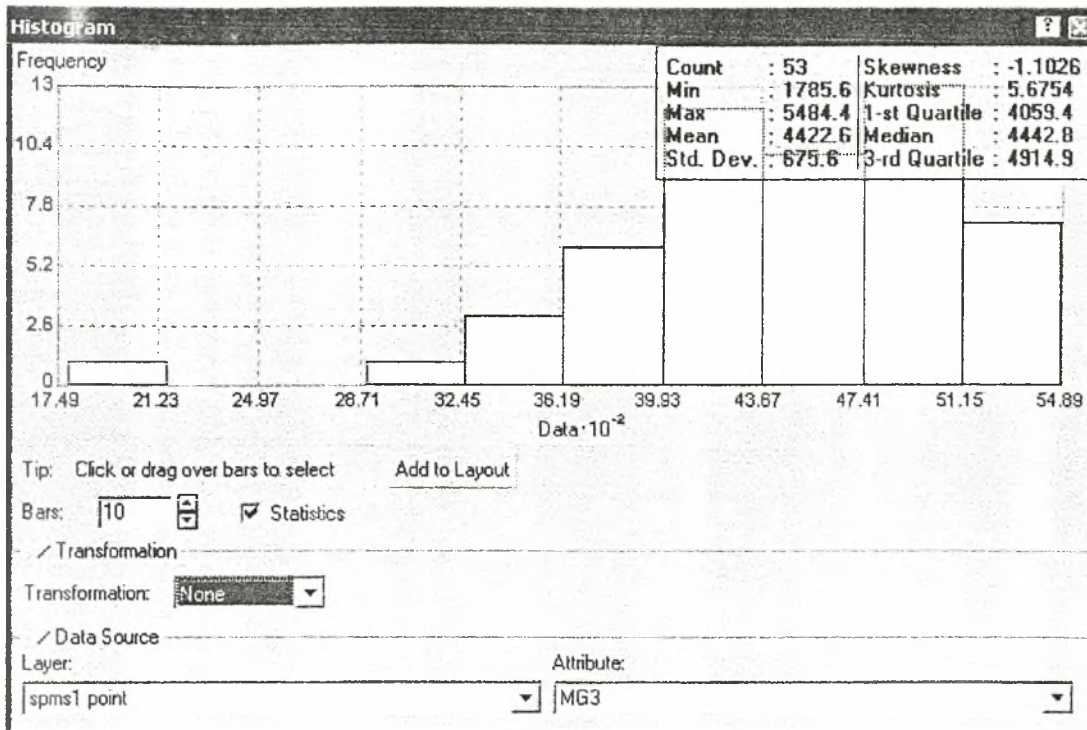 Histogram
Frequency
Count : 53 Skewness : -1.1026
Min : 1785.6 Kurtosis : 5.6754
Max : 5484.4 1-st Quartile : 4059.4
Mean : 4422.6 Median : 4442.8
Std. Dev. : 675.6 3-rd Quartile : 4914.9
13
10.4
7.8
5.2
2.6
0
17.49 21.23 24.97 28.71 32.45 36.19 39.93 43.67 47.41 51.15 54.89
Data·10⁻²
Tip: Click or drag over bars to select Add to Layout
Bars: 10 Statistics
Transformation
Transformation: None
Data Source
Layer: Attribute:
spms1 point MG3